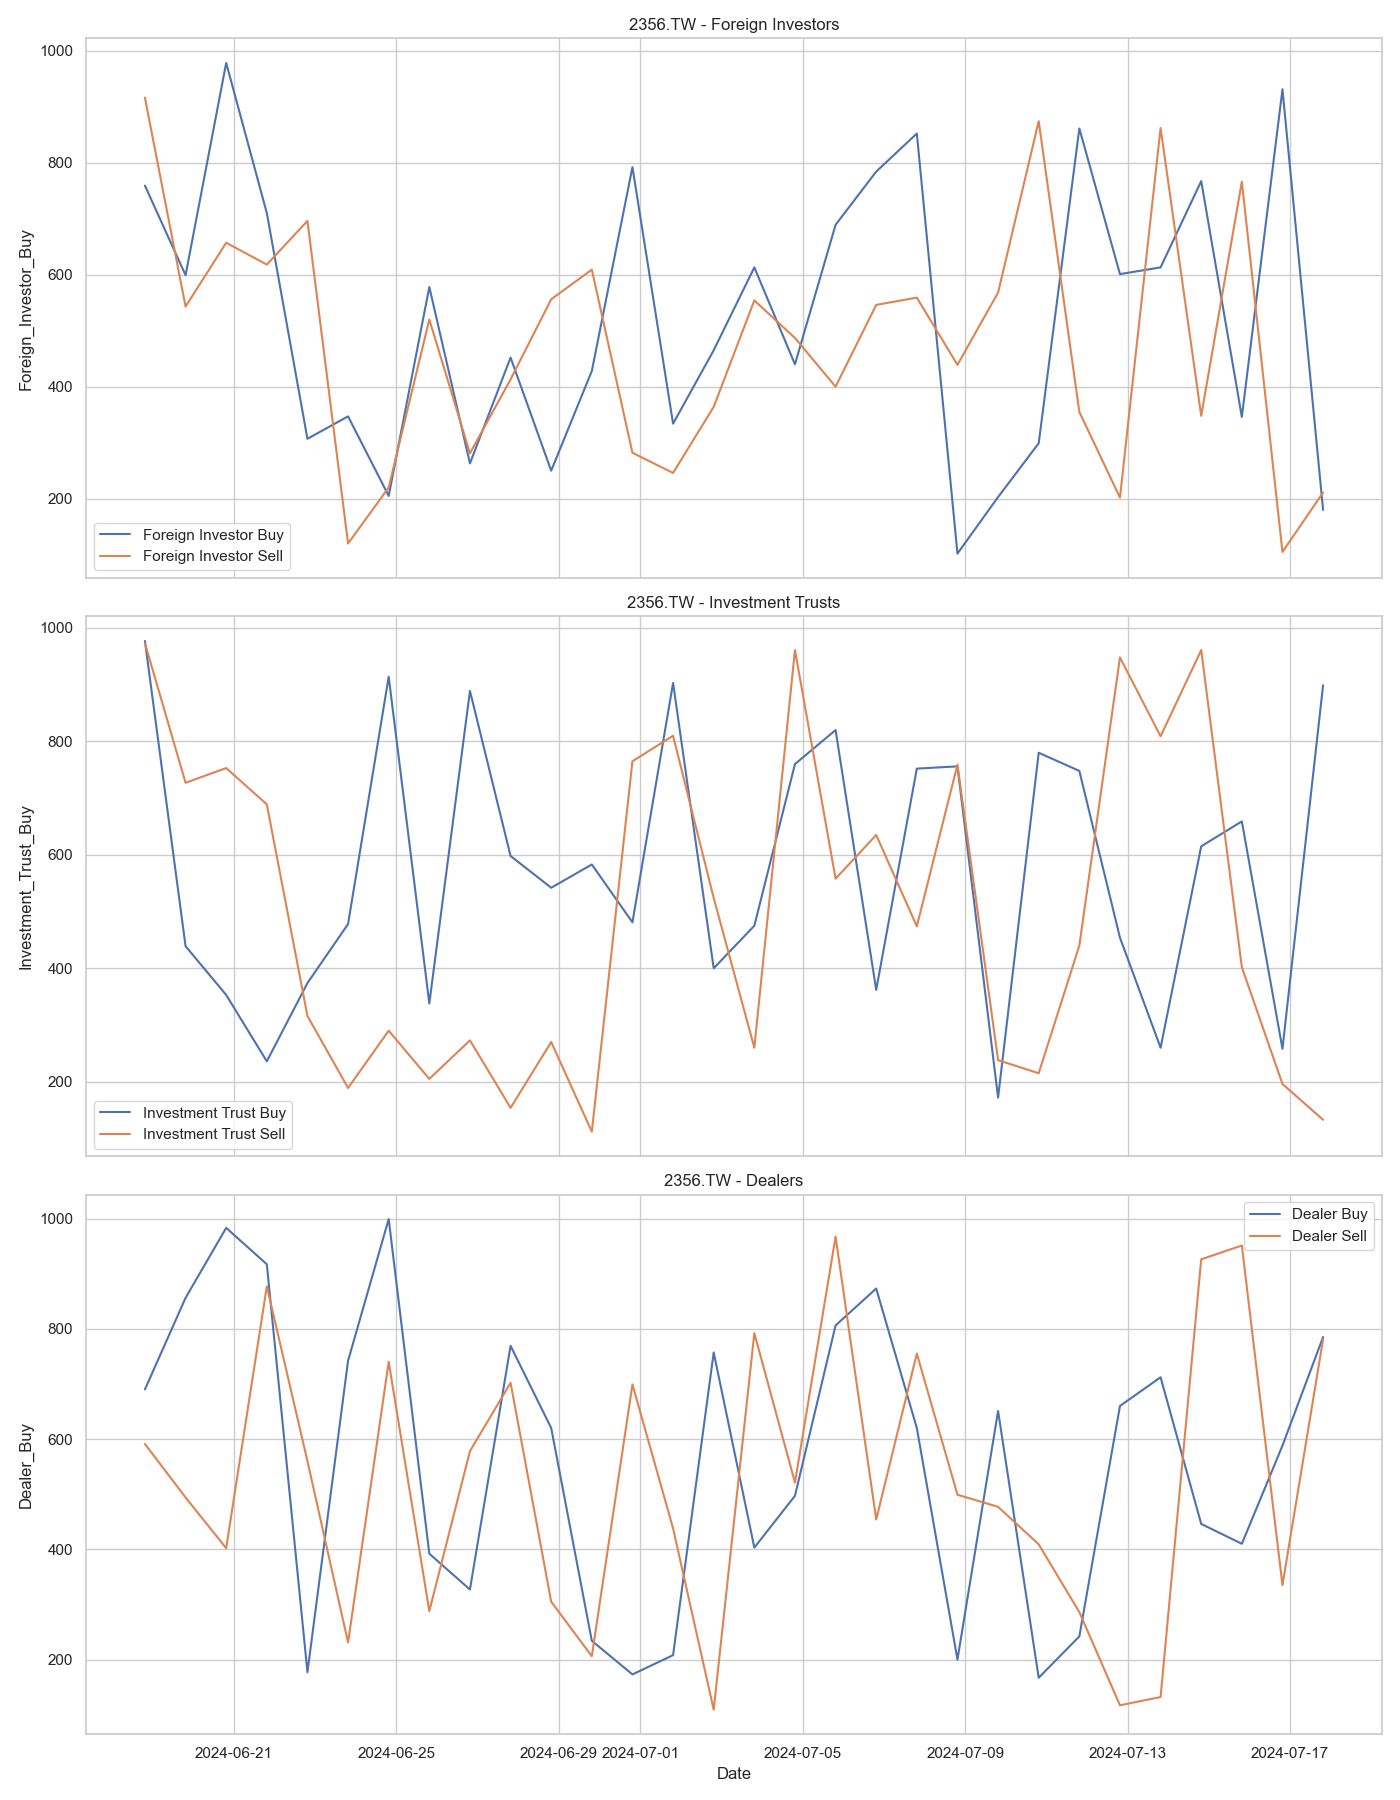 2356.TW - Foreign Investors
1000
800
600
400
200
Foreign_Investor_Buy
Foreign Investor Buy
Foreign Investor Sell
2356.TW - Investment Trusts
1000
800
600
400
200
Investment_Trust_Buy
Investment Trust Buy
Investment Trust Sell
2356.TW - Dealers
1000
800
600
400
200
Dealer_Buy
Dealer Buy
Dealer Sell
2024-06-21 2024-06-25 2024-06-29 2024-07-01 2024-07-05 2024-07-09 2024-07-13 2024-07-17
Date